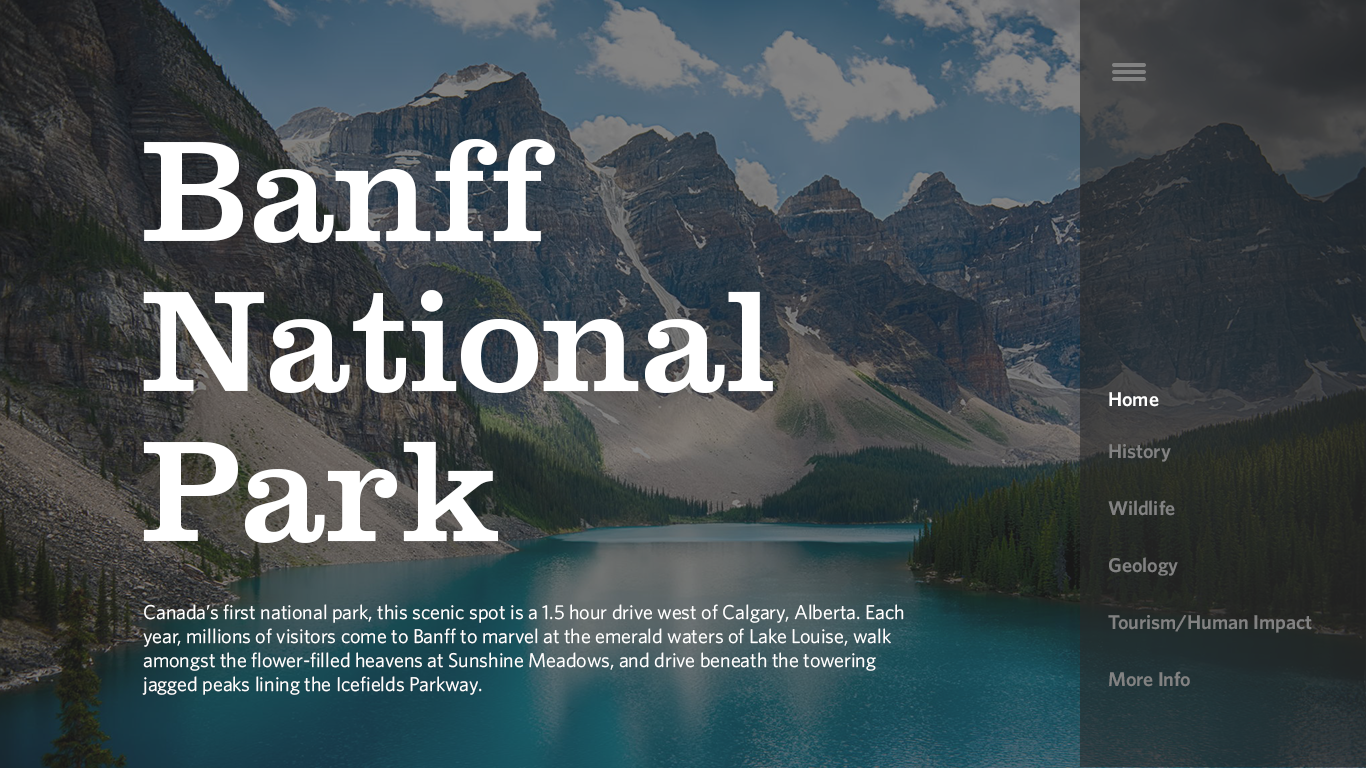 Banff
National
Park
Canada’s first national park, this scenic spot is a 1.5 hour drive west of Calgary, Alberta. Each
year, millions of visitors come to Banff to marvel at the emerald waters of Lake Louise, walk
amongst the flower-filled heavens at Sunshine Meadows, and drive beneath the towering
jagged peaks lining the Icefields Parkway.
Home
History
Wildlife
Geology
Tourism/Human Impact
More Info